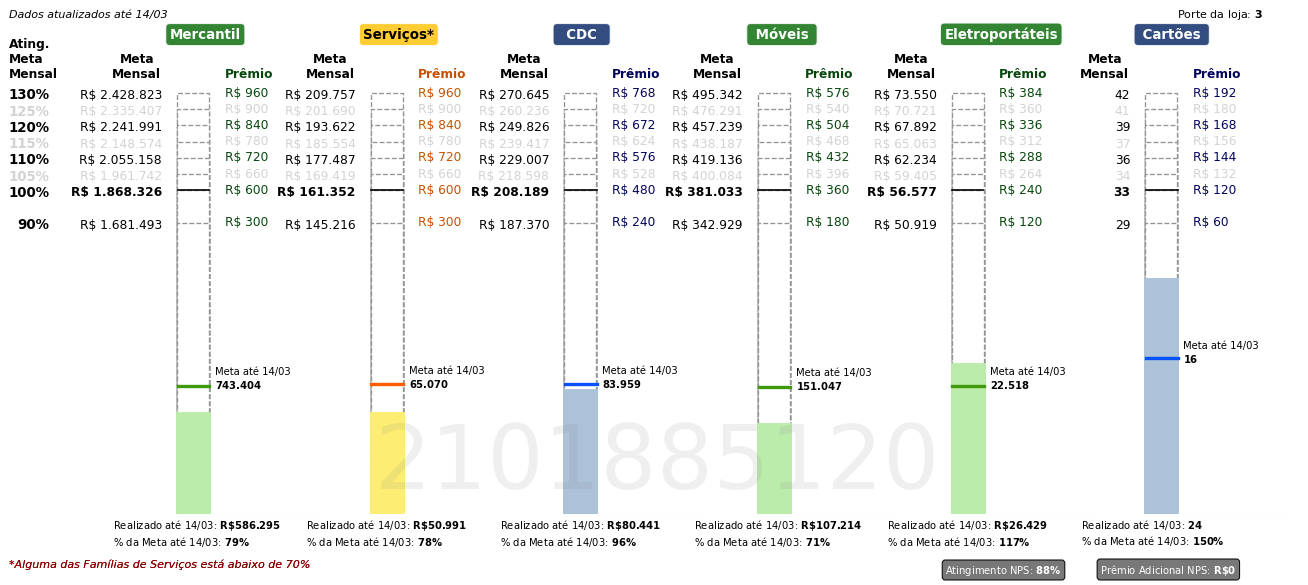 Dados atualizados até 14/03
Porte da loja: 3
Mercantil Serviços* CDC Móveis Eletroportáteis Cartões
Ating.
Meta Meta Meta Meta Meta Meta Meta
Mensal Mensal Prêmio Mensal Prêmio Mensal Prêmio Mensal Prêmio Mensal Prêmio Mensal Prêmio
130% R$ 2.428.823 R$ 960 R$ 209.757 R$ 960 R$ 270.645 R$ 768 R$ 495.342 R$ 576 R$ 73.550 R$ 384 42 R$ 192
125% R$ 2.335.407 R$ 900 R$ 201.690 R$ 900 R$ 260.236 R$ 720 R$ 476.291 R$ 540 R$ 70.721 R$ 360 41 R$ 180
120% R$ 2.241.991 R$ 840 R$ 193.622 R$ 840 R$ 249.826 R$ 672 R$ 457.239 R$ 504 R$ 67.892 R$ 336 39 R$ 168
115% R$ 2.148.574 R$ 780 R$ 185.554 R$ 780 R$ 239.417 R$ 624 R$ 438.187 R$ 468 R$ 65.063 R$ 312 37 R$ 156
110% R$ 2.055.158 R$ 720 R$ 177.487 R$ 720 R$ 229.007 R$ 576 R$ 419.136 R$ 432 R$ 62.234 R$ 288 36 R$ 144
105% R$ 1.961.742 R$ 660 R$ 169.419 R$ 660 R$ 218.598 R$ 528 R$ 400.084 R$ 396 R$ 59.405 R$ 264 34 R$ 132
100% R$ 1.868.326 R$ 600 R$ 161.352 R$ 600 R$ 208.189 R$ 480 R$ 381.033 R$ 360 R$ 56.577 R$ 240 33 R$ 120
90% R$ 1.681.493 R$ 300 R$ 145.216 R$ 300 R$ 187.370 R$ 240 R$ 342.929 R$ 180 R$ 50.919 R$ 120 29 R$ 60
Meta até 14/03
16
Meta até 14/03 Meta até 14/03 Meta até 14/03 Meta até 14/03 Meta até 14/03
743.404 65.070 83.959 151.047 22.518
2101885120
Realizado até 14/03: R$586.295 Realizado até 14/03: R$50.991 Realizado até 14/03: R$80.441 Realizado até 14/03: R$107.214 Realizado até 14/03: R$26.429 Realizado até 14/03: 24
% da Meta até 14/03: 79% % da Meta até 14/03: 78% % da Meta até 14/03: 96% % da Meta até 14/03: 71% % da Meta até 14/03: 117% % da Meta até 14/03: 150%
*Alguma das Famílias de Serviços está abaixo de 70%
Atingimento NPS: 88% Prêmio Adicional NPS: R$0